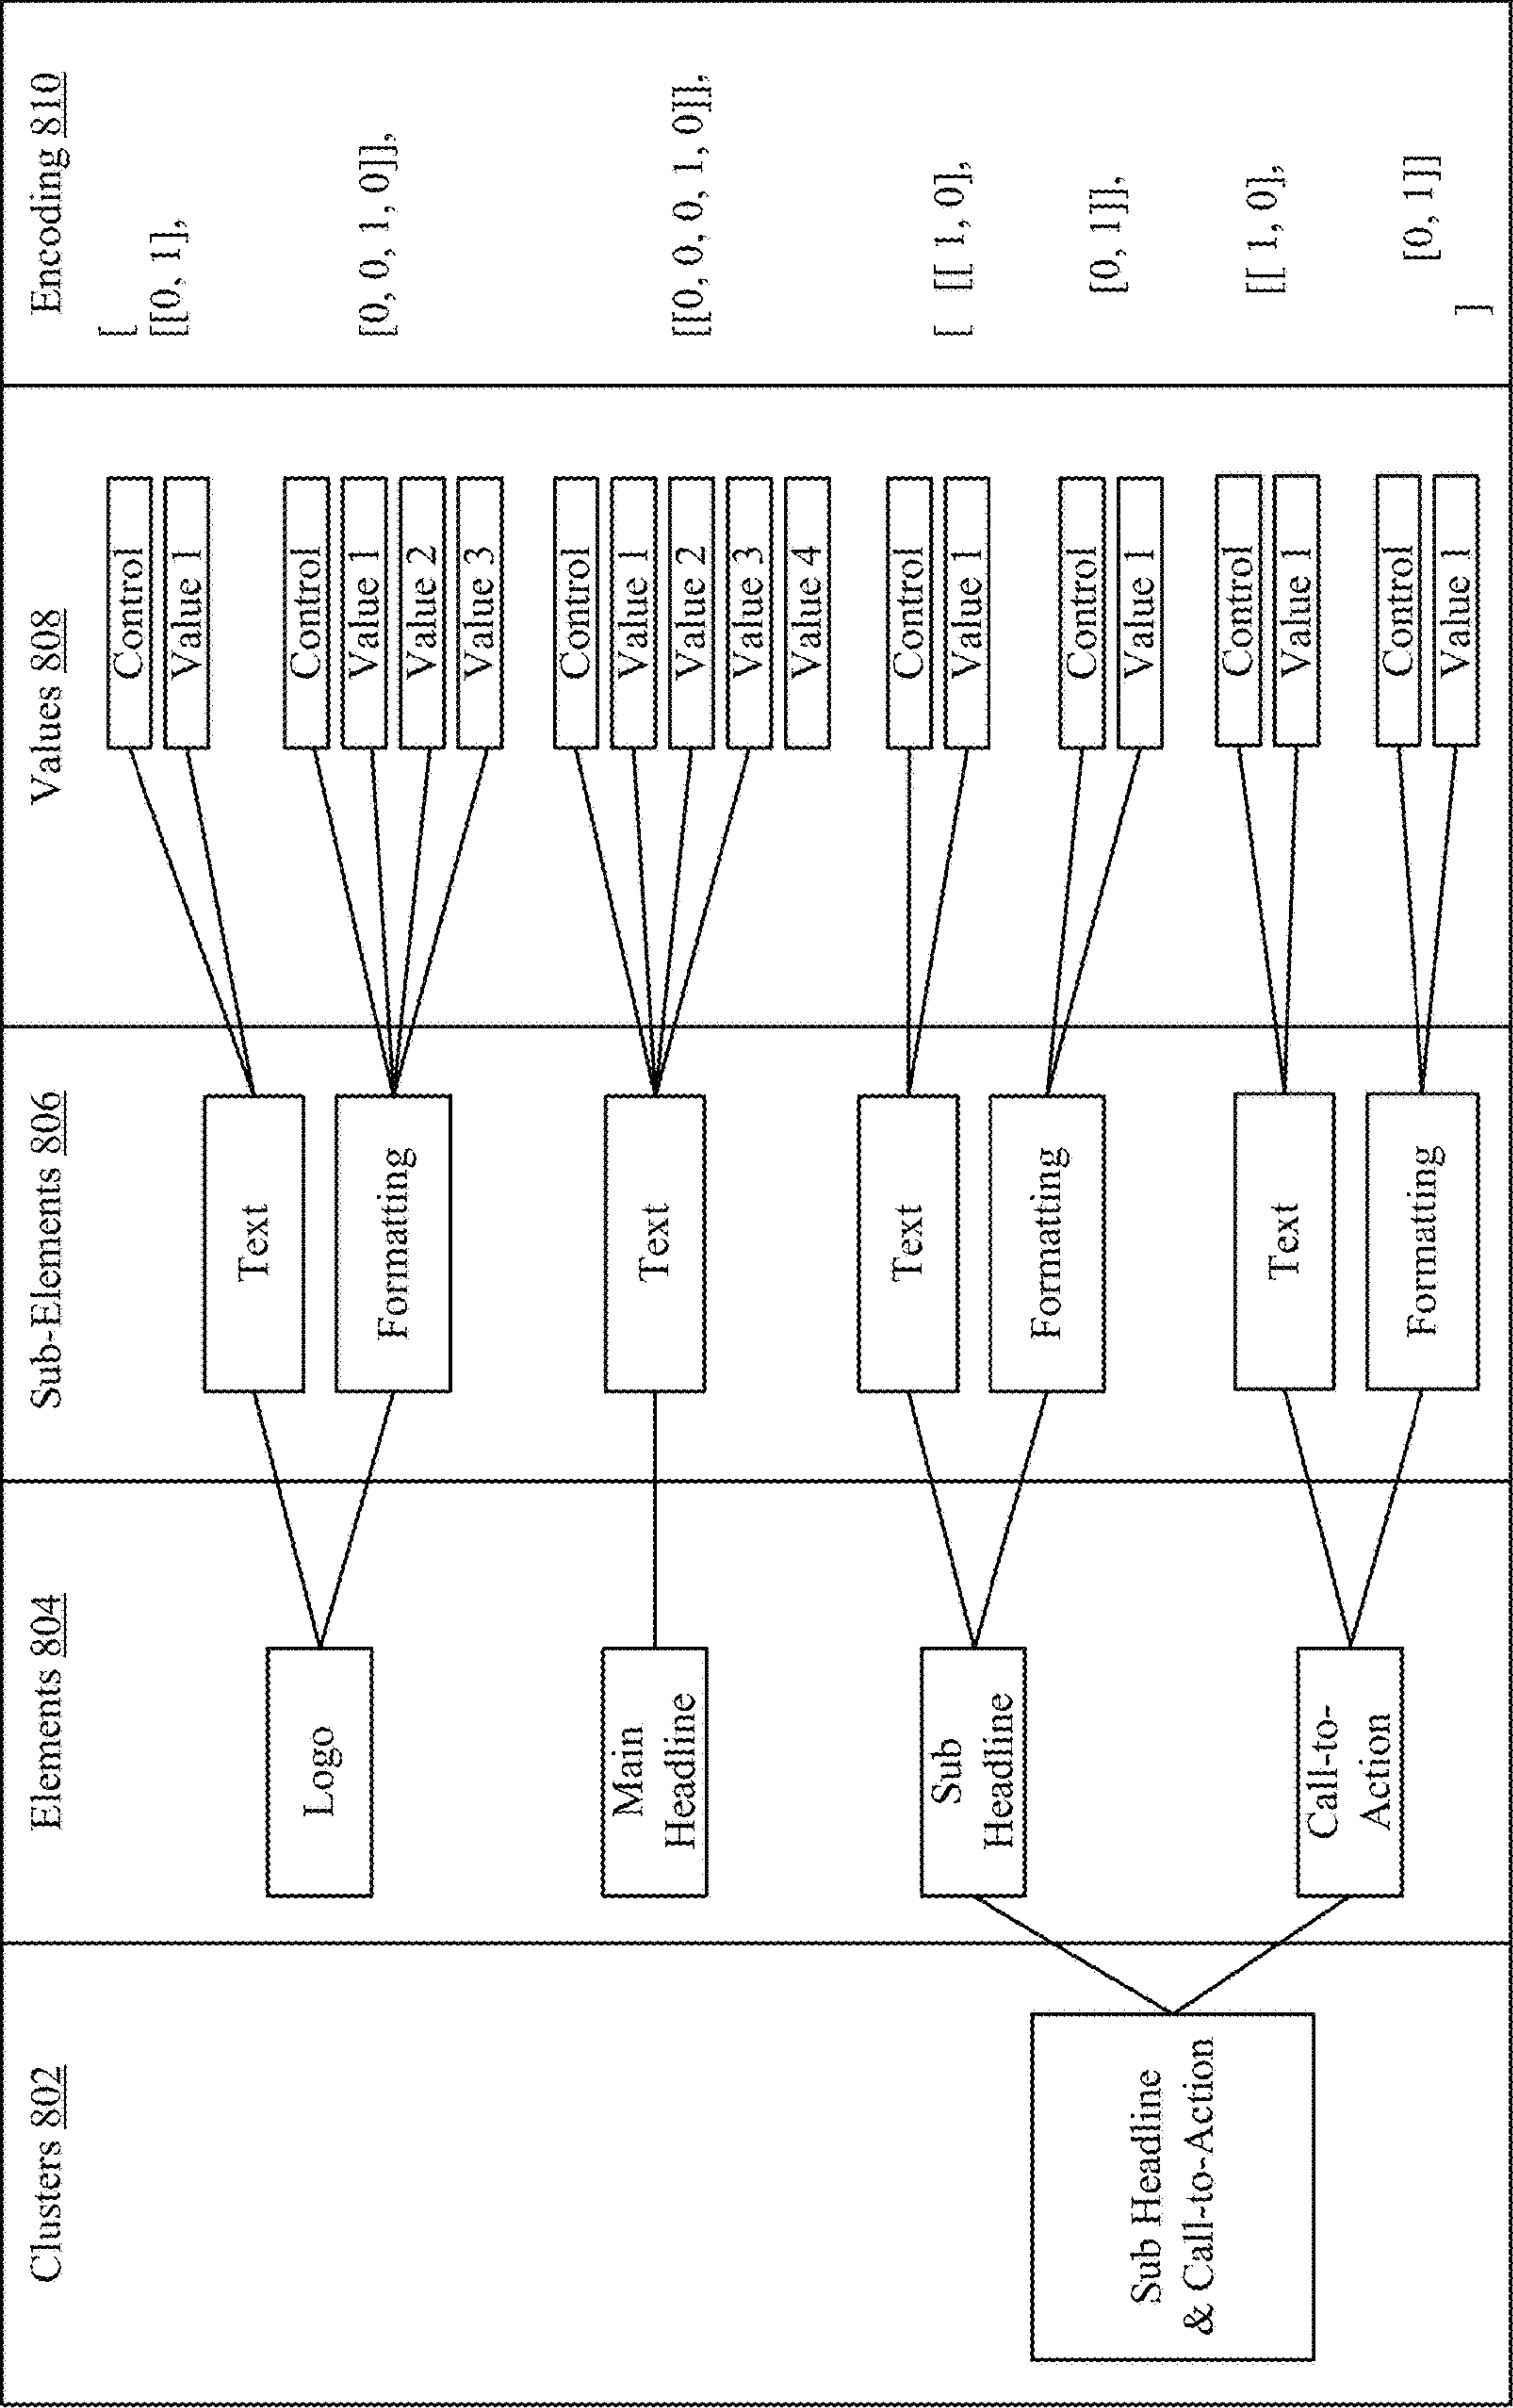 Clusters 802
Elements 804
Sub-Elements 806
Values 808
Encoding 810
[
Logo
Text
Control
Value 1
[[0, 1],
Formatting
Control
Value 1
Value 2
Value 3
[0, 0, 1, 0]],
Main
Headline
Text
Control
Value 1
Value 2
Value 3
Value 4
[[0, 0, 0, 1, 0]],
Sub Headline
& Call-to-Action
Sub
Headline
Text
Control
Value 1
[ [[ 1, 0],
Formatting
Control
Value 1
[0, 1]],
Call-to-
Action
Text
Control
Value 1
[[ 1, 0],
Formatting
Control
Value 1
[0, 1]]
]